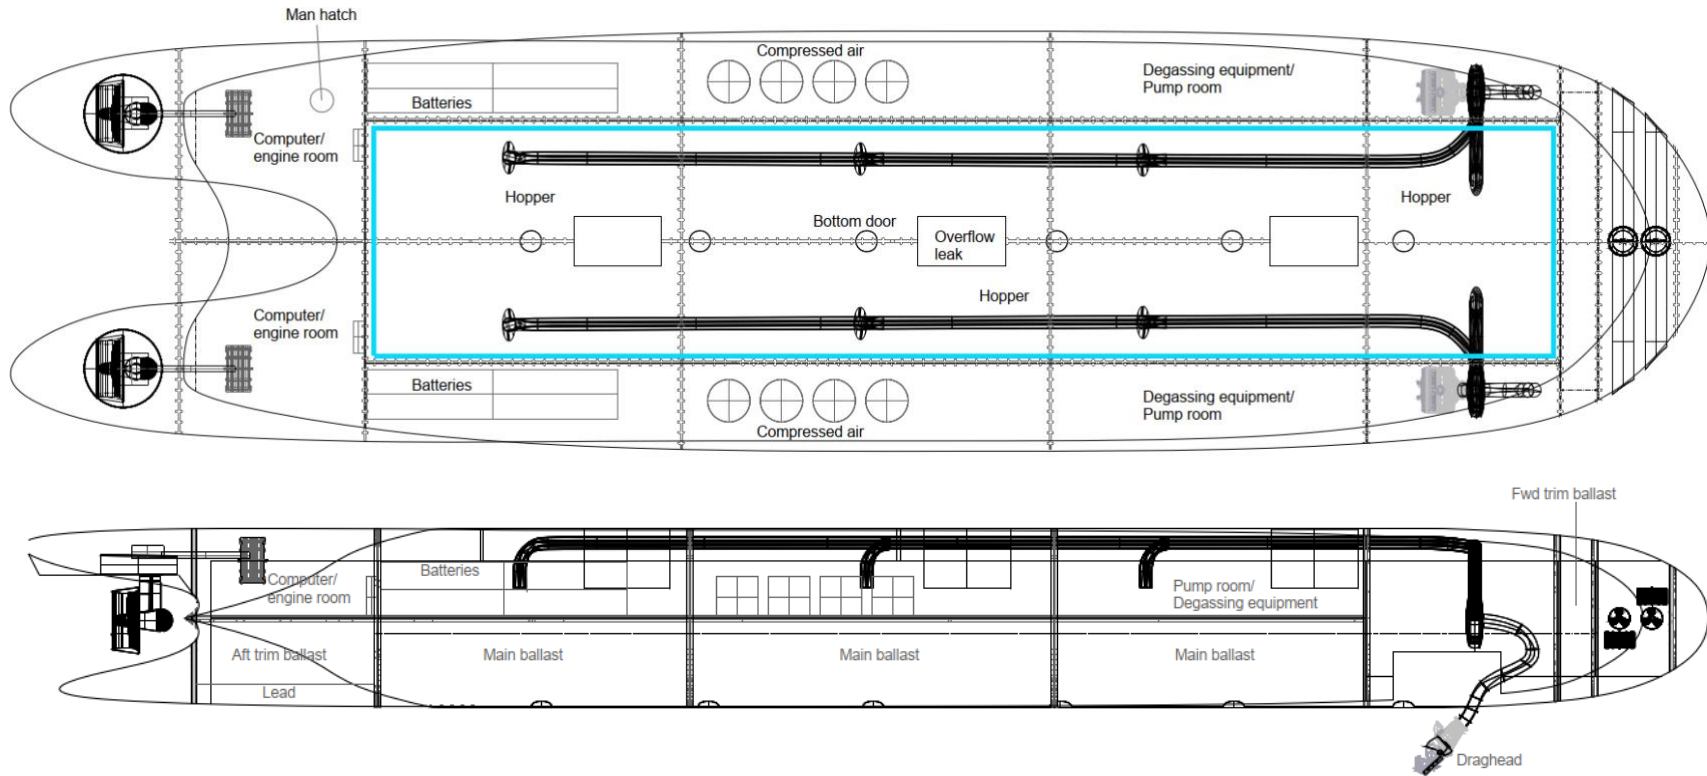 Man hatch
Compressed air
Degassing equipment/
Pump room
Batteries
Computer/
engine room
Hopper
Hopper
Bottom door
Overflow
leak
Hopper
Computer/
engine room
Batteries
Degassing equipment/
Pump room
Compressed air
Fwd trim ballast
Batteries
Computer/
engine room
Pump room/
Degassing equipment
Aft trim ballast
Main ballast
Main ballast
Main ballast
Lead
Draghead